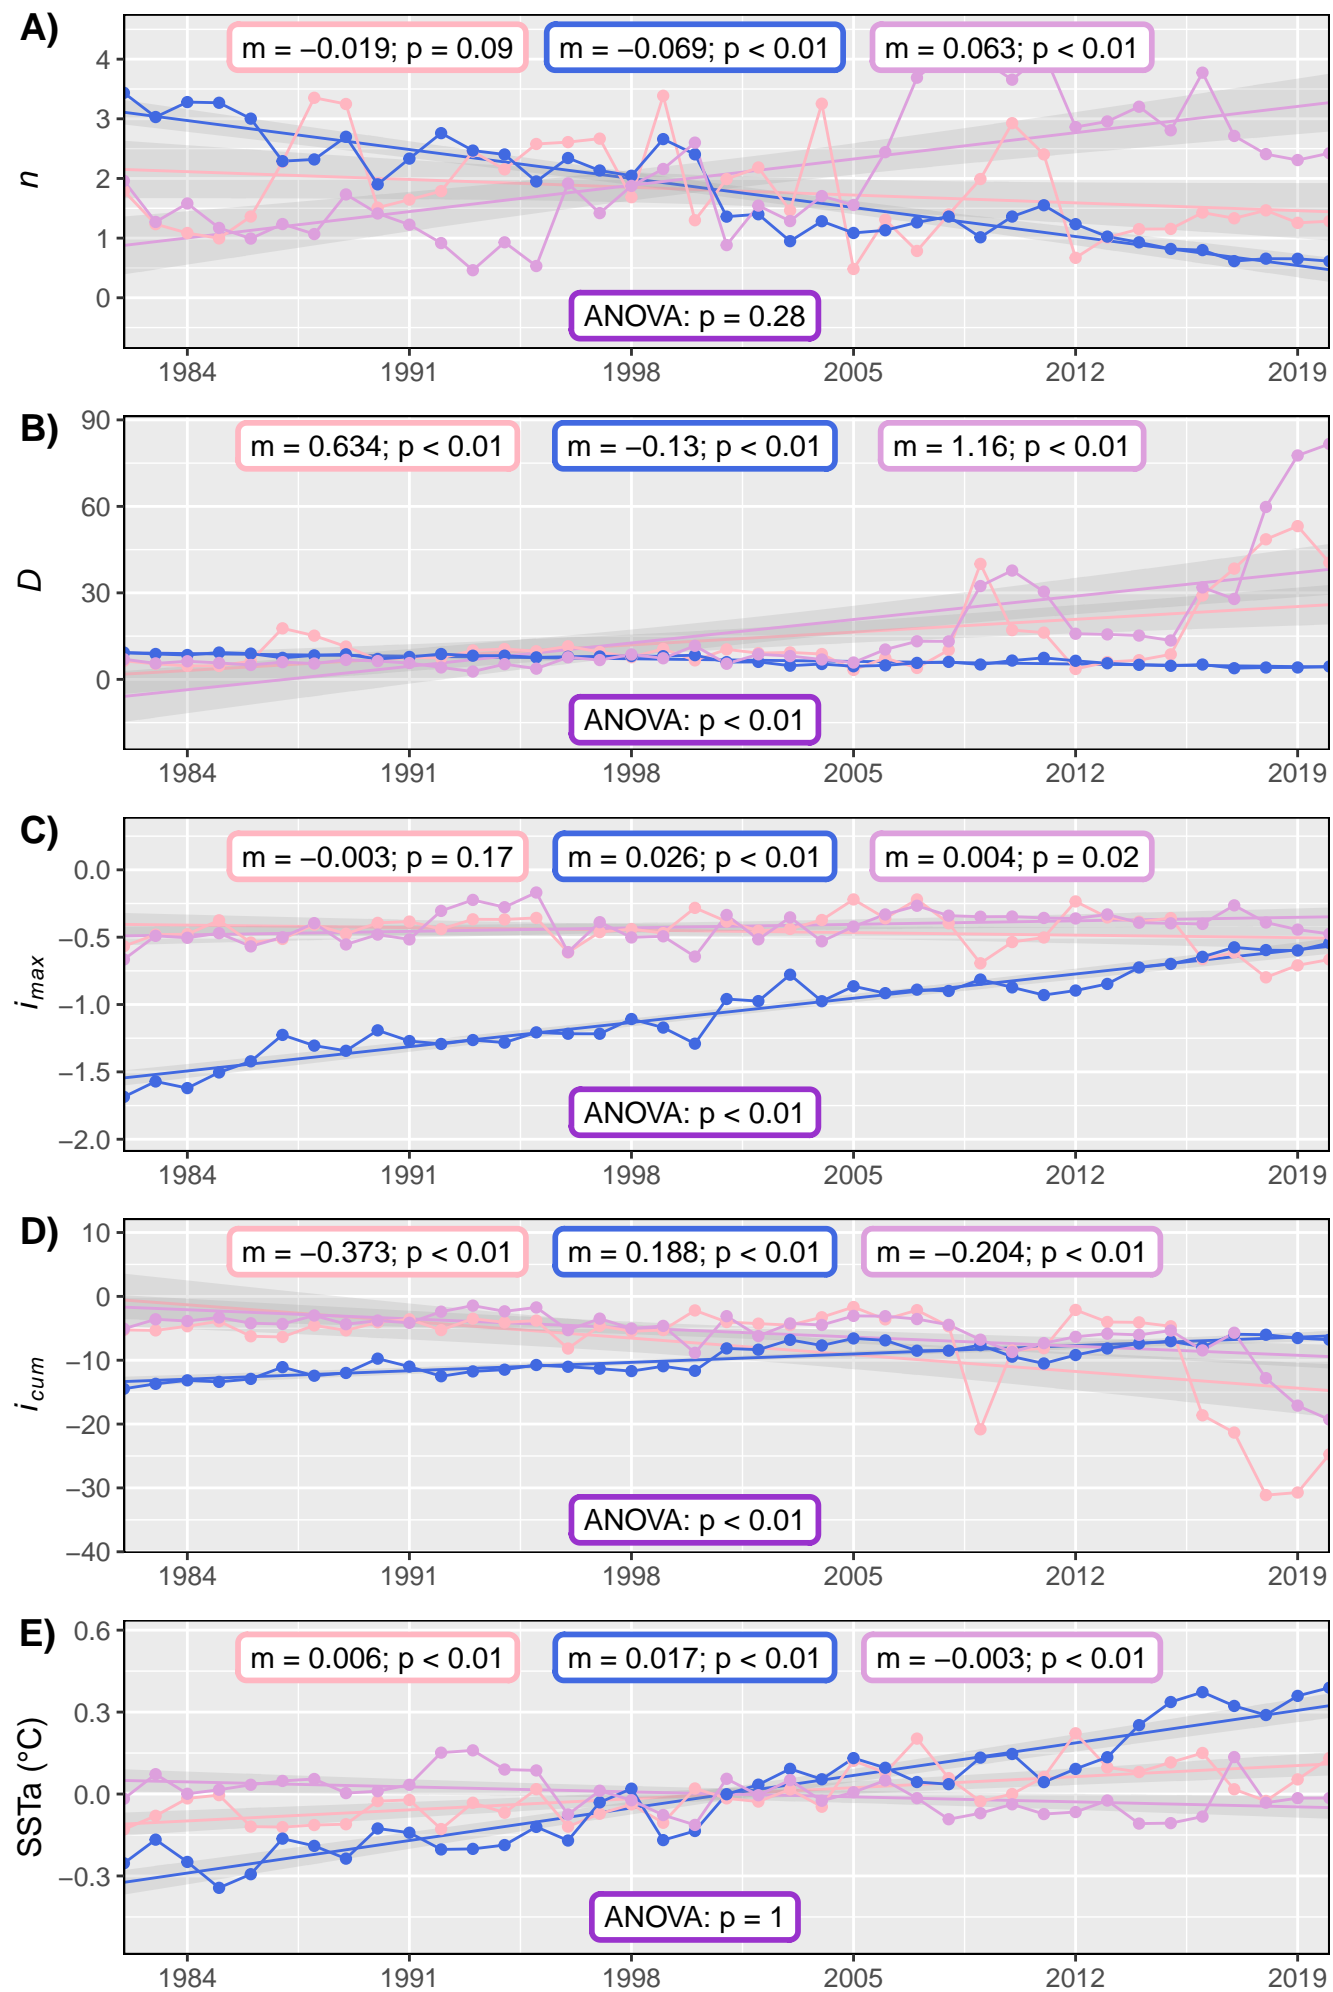 A)
m = −0.019; p = 0.09
m = −0.069; p < 0.01
m = 0.063; p < 0.01
4
3
2
1
0
n
ANOVA: p = 0.28
1984
1991
1998
2005
2012
2019
B)
m = 0.634; p < 0.01
m = −0.13; p < 0.01
m = 1.16; p < 0.01
90
60
30
0
D
ANOVA: p < 0.01
1984
1991
1998
2005
2012
2019
C)
m = −0.003; p = 0.17
m = 0.026; p < 0.01
m = 0.004; p = 0.02
0.0
−0.5
−1.0
−1.5
−2.0
imax
ANOVA: p < 0.01
1984
1991
1998
2005
2012
2019
D)
m = −0.373; p < 0.01
m = 0.188; p < 0.01
m = −0.204; p < 0.01
10
0
−10
−20
−30
−40
icum
ANOVA: p < 0.01
1984
1991
1998
2005
2012
2019
E)
m = 0.006; p < 0.01
m = 0.017; p < 0.01
m = −0.003; p < 0.01
0.6
0.3
0.0
−0.3
SSTa (°C)
ANOVA: p = 1
1984
1991
1998
2005
2012
2019